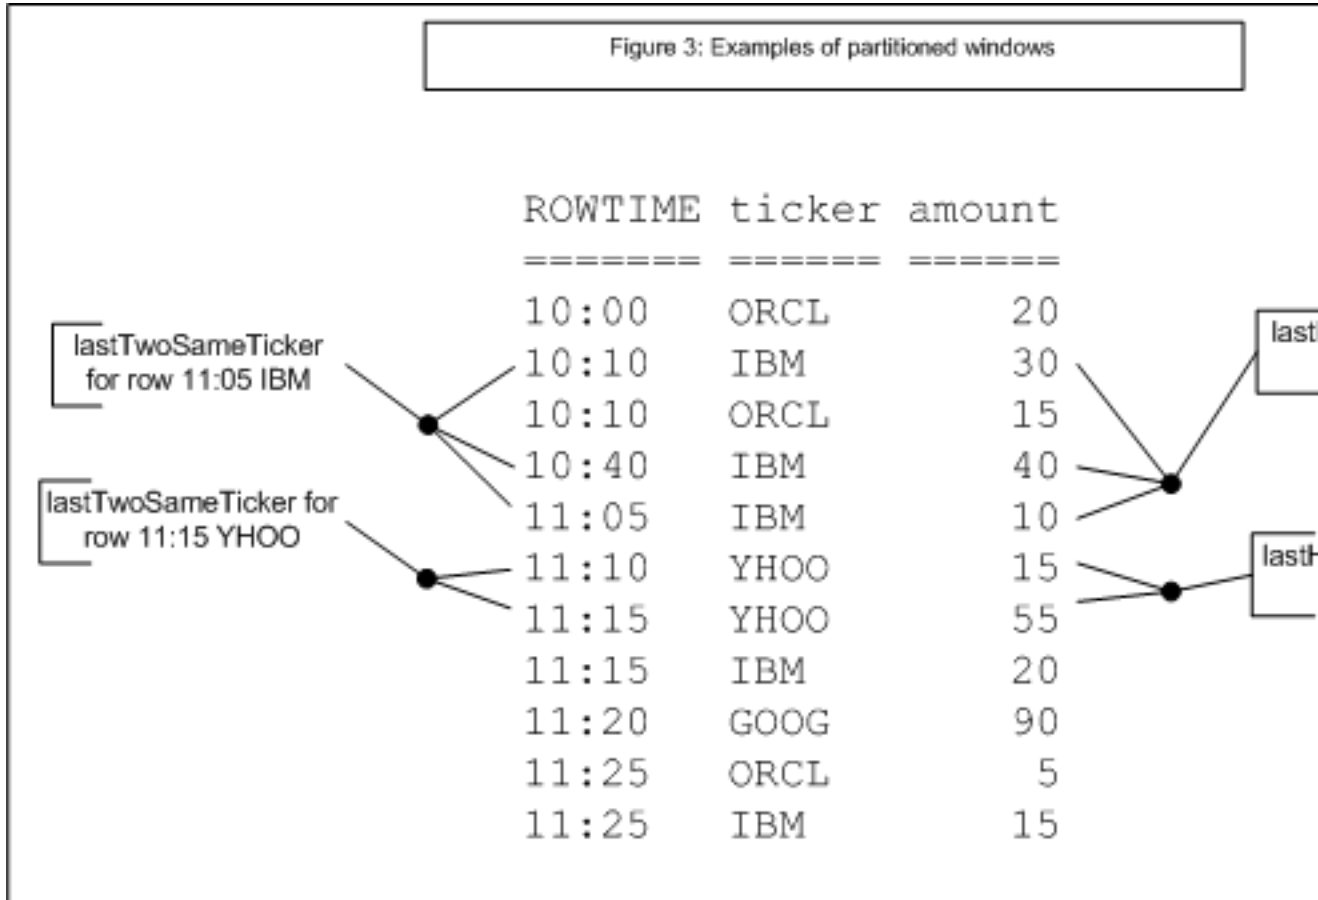 Figure 3: Examples of partitioned windows
ROWTIME ticker amount
======= ====== ======
10:00 ORCL 20
10:10 IBM 30
10:10 ORCL 15
10:40 IBM 40
11:05 IBM 10
11:10 YHOO 15
11:15 YHOO 55
11:15 IBM 20
11:20 GOOG 90
11:25 ORCL 5
11:25 IBM 15
lastTwoSameTicker
for row 11:05 IBM
lastTwoSameTicker for
row 11:15 YHOO